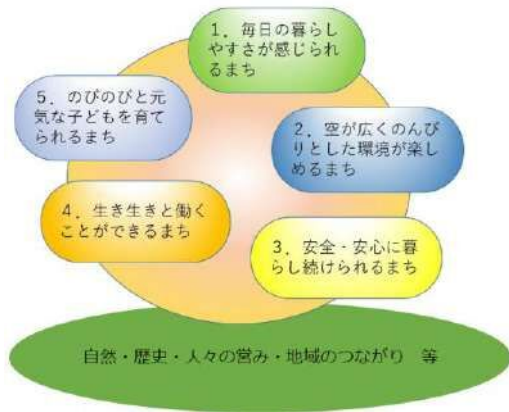 1．毎日の暮らし
やすさが感じられ
るまち
2．空が広くのんび
りとした環境が楽し
めるまち
3．安全・安心に暮
らし続けられるまち
4．生き生きと働く
ことができるまち
5．のびのびと元
気な子どもを育て
られるまち
自然・歴史・人々の営み・地域のつながり　等